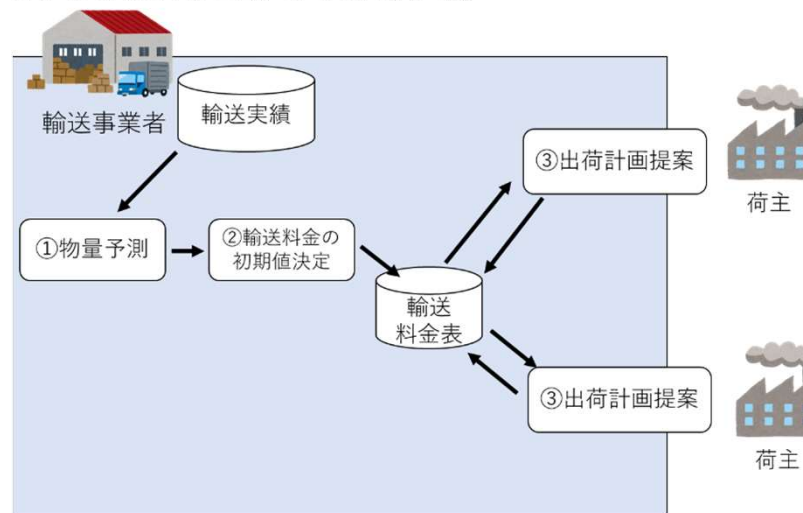 輸送事業者
輸送実績
①物量予測
②輸送料金の
初期値決定
輸送
料金表
③出荷計画提案
荷主
③出荷計画提案
荷主